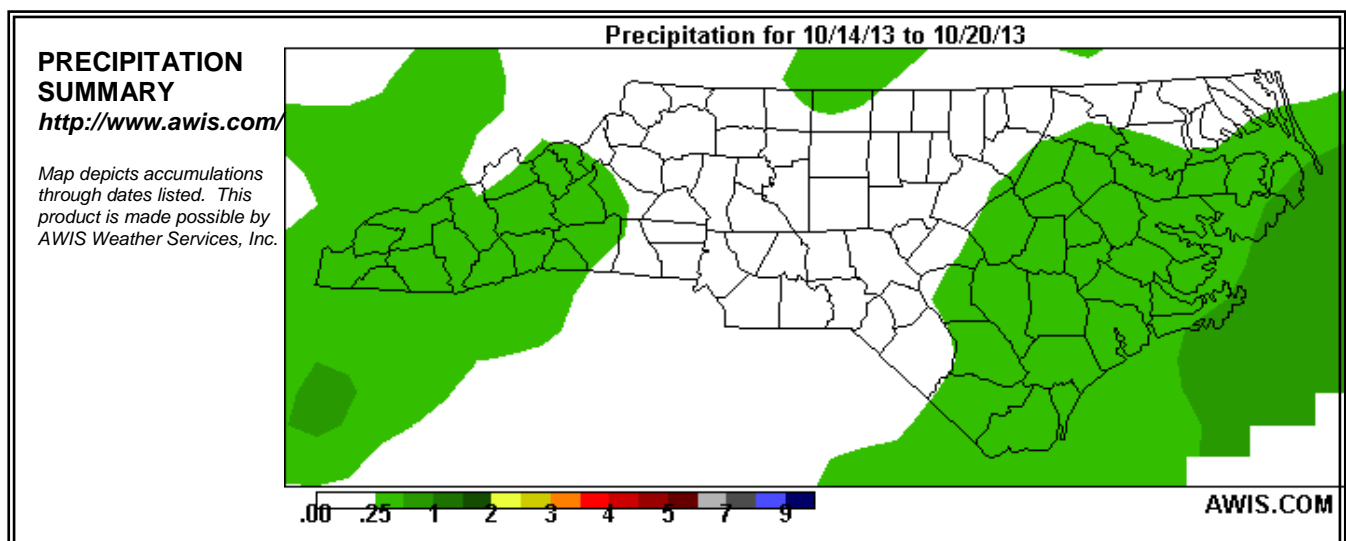 Precipitation for 10/14/13 to 10/20/13
PRECIPITATION
SUMMARY
http://www.awis.com/
Map depicts accumulations
through dates listed. This
product is made possible by
AWIS Weather Services, Inc.
.00 .25 1 2 3 4 5 7 9
AWIS.COM